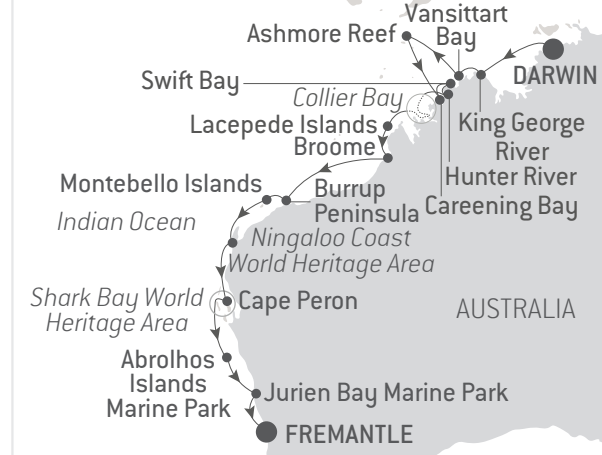 Vansittart
Bay
Ashmore Reef
DARWIN
Swift Bay
Collier Bay
Lacepede Islands
King George
River
Broome
Hunter River
Montebello Islands
Burrup
Peninsula
Careening Bay
Indian Ocean
Ningaloo Coast
World Heritage Area
Shark Bay World
Heritage Area
Cape Peron
AUSTRALIA
Abrolhos
Islands
Marine Park
Jurien Bay Marine Park
FREMANTLE